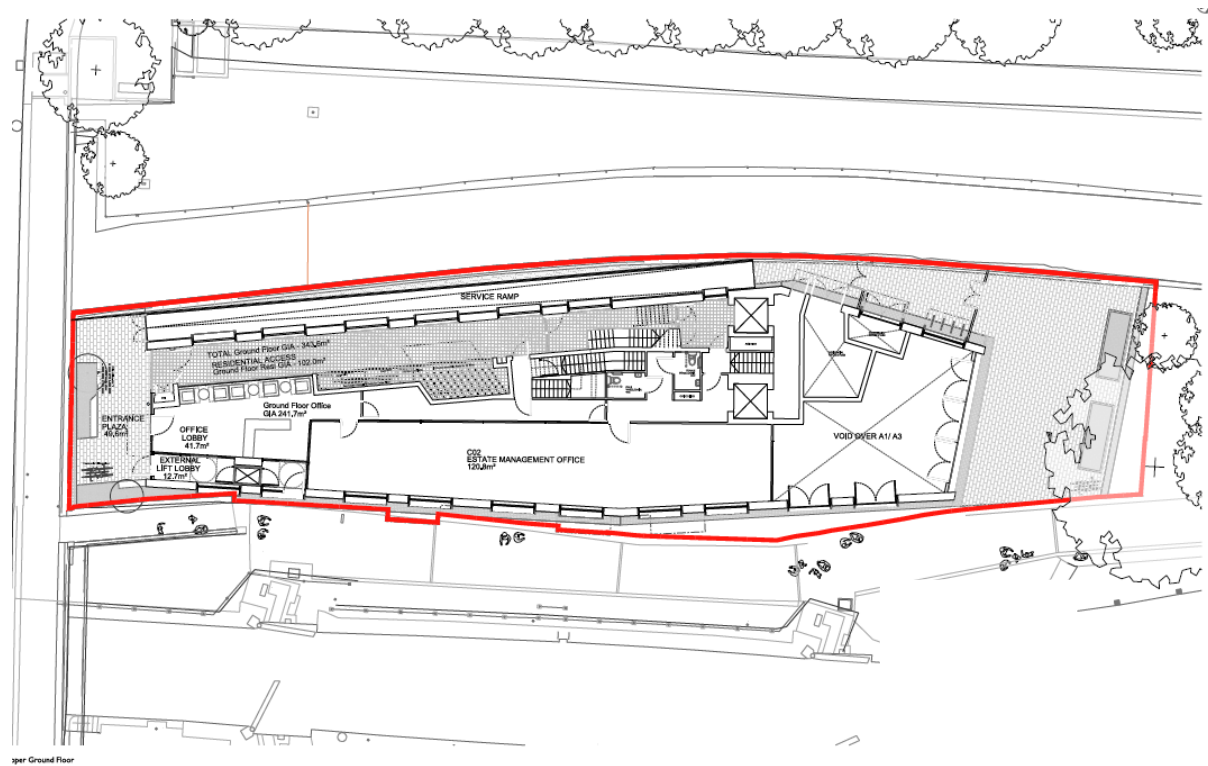 SERVICE RAMP
TOTAL Ground Floor GIA - 343.6m²
RESIDENTIAL ACCESS
Ground Floor Resi GIA - 102.0m²
Ground Floor Office
GIA 241.7m²
ENTRANCE
PLAZA
49.6m²
OFFICE
LOBBY
41.7m²
EXTERNAL
LIFT LOBBY
12.7m²
C02
ESTATE MANAGEMENT OFFICE
120.8m²
VOID OVER A1/ A3
pper Ground Floor